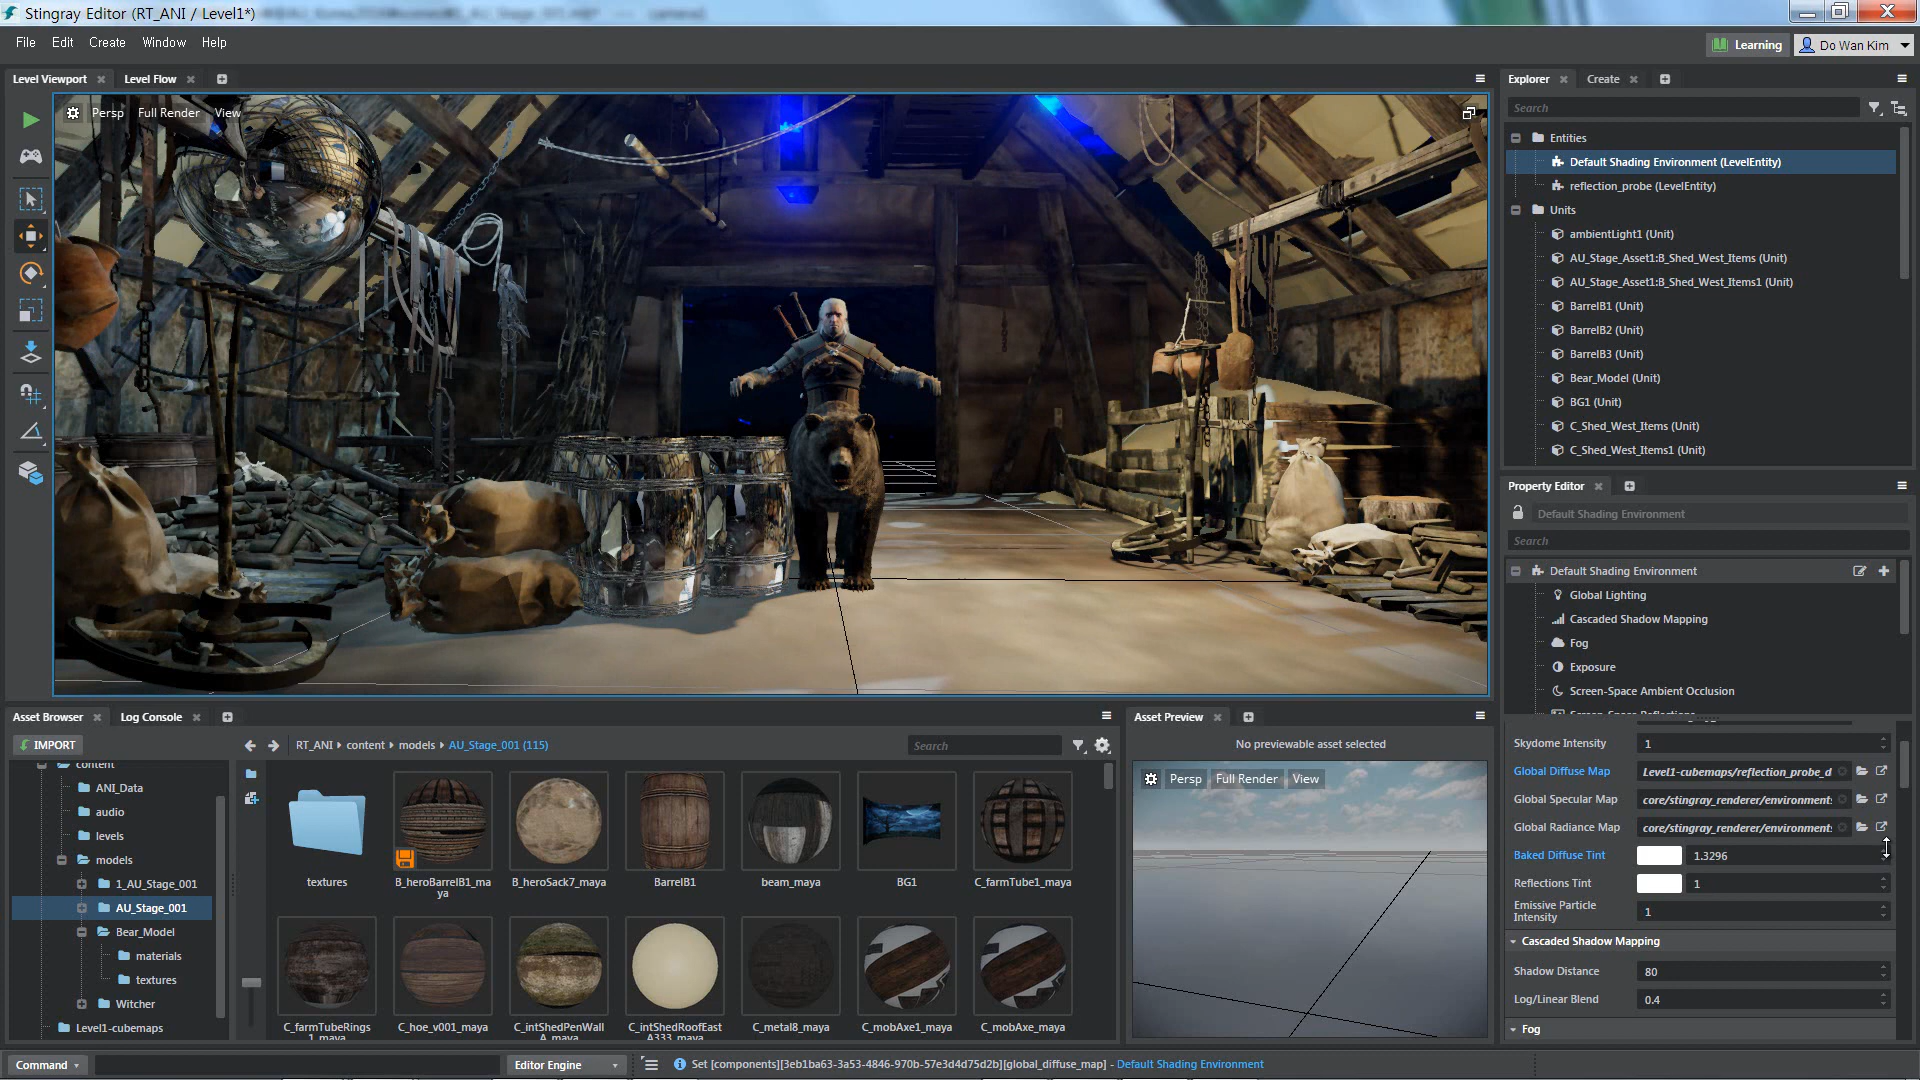 Stingray Editor (RT_ANI / Level1*)
File Edit Create Window Help
Learning
Do Wan Kim
Level Viewport
Level Flow
Persp Full Render View
Explorer
Create
Search
Entities
Default Shading Environment (LevelEntity)
reflection_probe (LevelEntity)
Units
ambientLight1 (Unit)
AU_Stage_Asset1:B_Shed_West_Items (Unit)
AU_Stage_Asset1:B_Shed_West_Items1 (Unit)
BarrelB1 (Unit)
BarrelB2 (Unit)
BarrelB3 (Unit)
Bear_Model (Unit)
BG1 (Unit)
C_Shed_West_Items (Unit)
C_Shed_West_Items1 (Unit)
Property Editor
Default Shading Environment
Search
Default Shading Environment
Global Lighting
Cascaded Shadow Mapping
Fog
Exposure
Screen-Space Ambient Occlusion
Skydome Intensity 1
Global Diffuse Map Level1-cubemaps/reflection_probe_d
Global Specular Map core/stingray_renderer/environment:
Global Radiance Map core/stingray_renderer/environment:
Baked Diffuse Tint 1.3296
Reflections Tint 1
Emissive Particle
Intensity
1
Cascaded Shadow Mapping
Shadow Distance 80
Log/Linear Blend 0.4
Fog
Asset Browser
Log Console
IMPORT
RT_ANI content models AU_Stage_001 (115)
Search
content
ANI_Data
audio
levels
models
1_AU_Stage_001
AU_Stage_001
Bear_Model
materials
textures
Witcher
Level1-cubemaps
textures
B_heroBarrelB1_ma
ya
B_heroSack7_maya
BarrelB1
beam_maya
BG1
C_farmTube1_maya
C_farmTubeRings
1_maya
C_hoe_v001_maya
C_intShedPenWall
A_maya
C_intShedRoofEast
A333_maya
C_metal8_maya
C_mobAxe1_maya
C_mobAxe_maya
Asset Preview
No previewable asset selected
Persp Full Render View
Command
Editor Engine
Set [components][3eb1ba63-3a53-4846-970b-57e3d4d75d2b][global_diffuse_map] - Default Shading Environment